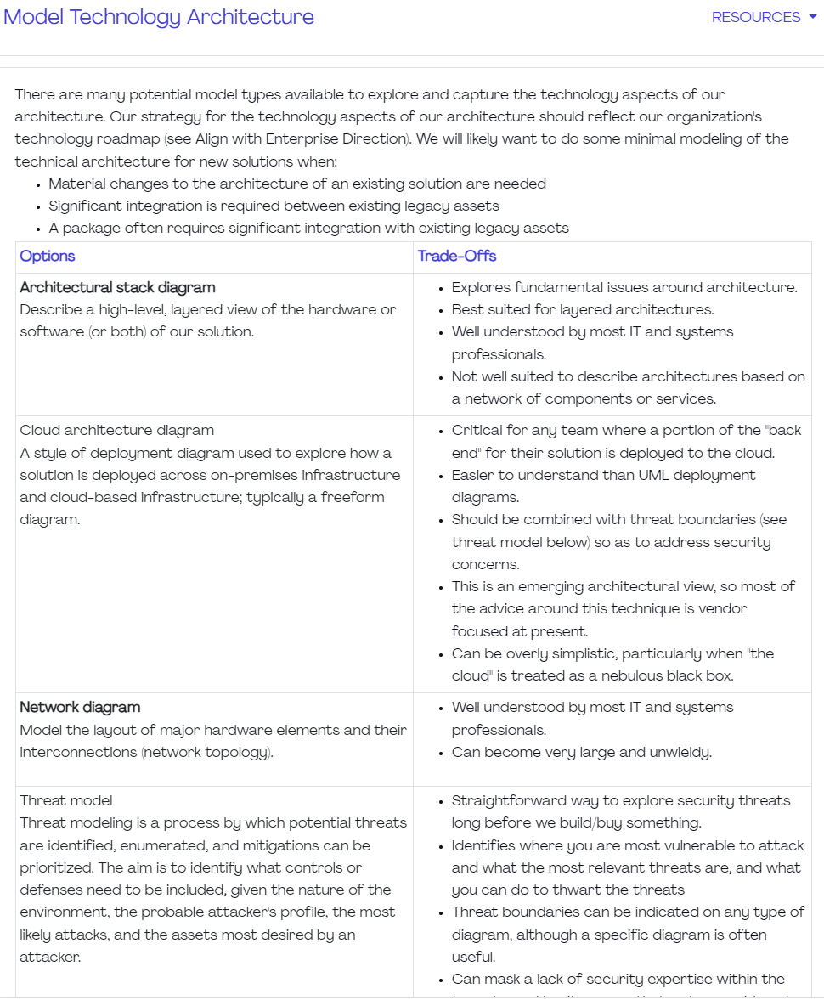 Model Technology Architecture
RESOURCES
There are many potential model types available to explore and capture the technology aspects of our
architecture. Our strategy for the technology aspects of our architecture should reflect our organization's
technology roadmap (see Align with Enterprise Direction). We will likely want to do some minimal modeling of the
technical architecture for new solutions when:
• Material changes to the architecture of an existing solution are needed
• Significant integration is required between existing legacy assets
• A package often requires significant integration with existing legacy assets
Options
Trade-Offs
Architectural stack diagram
Describe a high-level, layered view of the hardware or
software (or both) of our solution.
• Explores fundamental issues around architecture.
• Best suited for layered architectures.
• Well understood by most IT and systems
professionals.
• Not well suited to describe architectures based on
a network of components or services.
Cloud architecture diagram
A style of deployment diagram used to explore how a
solution is deployed across on-premises infrastructure
and cloud-based infrastructure; typically a freeform
diagram.
• Critical for any team where a portion of the "back
end" for their solution is deployed to the cloud.
• Easier to understand than UML deployment
diagrams.
• Should be combined with threat boundaries (see
threat model below) so as to address security
concerns.
• This is an emerging architectural view, so most of
the advice around this technique is vendor
focused at present.
• Can be overly simplistic, particularly when "the
cloud" is treated as a nebulous black box.
Network diagram
Model the layout of major hardware elements and their
interconnections (network topology).
• Well understood by most IT and systems
professionals.
• Can become very large and unwieldy.
Threat model
Threat modeling is a process by which potential threats
are identified, enumerated, and mitigations can be
prioritized. The aim is to identify what controls or
defenses need to be included, given the nature of the
environment, the probable attacker's profile, the most
likely attacks, and the assets most desired by an
attacker.
• Straightforward way to explore security threats
long before we build/buy something.
• Identifies where you are most vulnerable to attack
and what the most relevant threats are, and what
you can do to thwart the threats
• Threat boundaries can be indicated on any type of
diagram, although a specific diagram is often
useful.
• Can mask a lack of security expertise within the